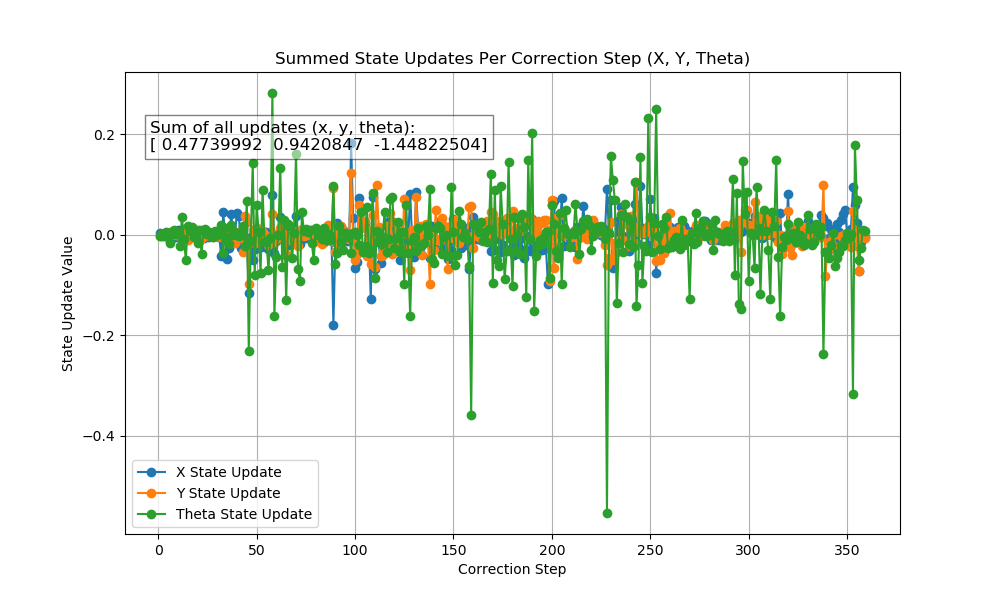 Summed State Updates Per Correction Step (X, Y, Theta)
Sum of all updates (x, y, theta):
[ 0.47739992  0.9420847  -1.44822504]
State Update Value
0.2
0.0
−0.2
−0.4
X State Update
Y State Update
Theta State Update
0 50 100 150 200 250 300 350
Correction Step